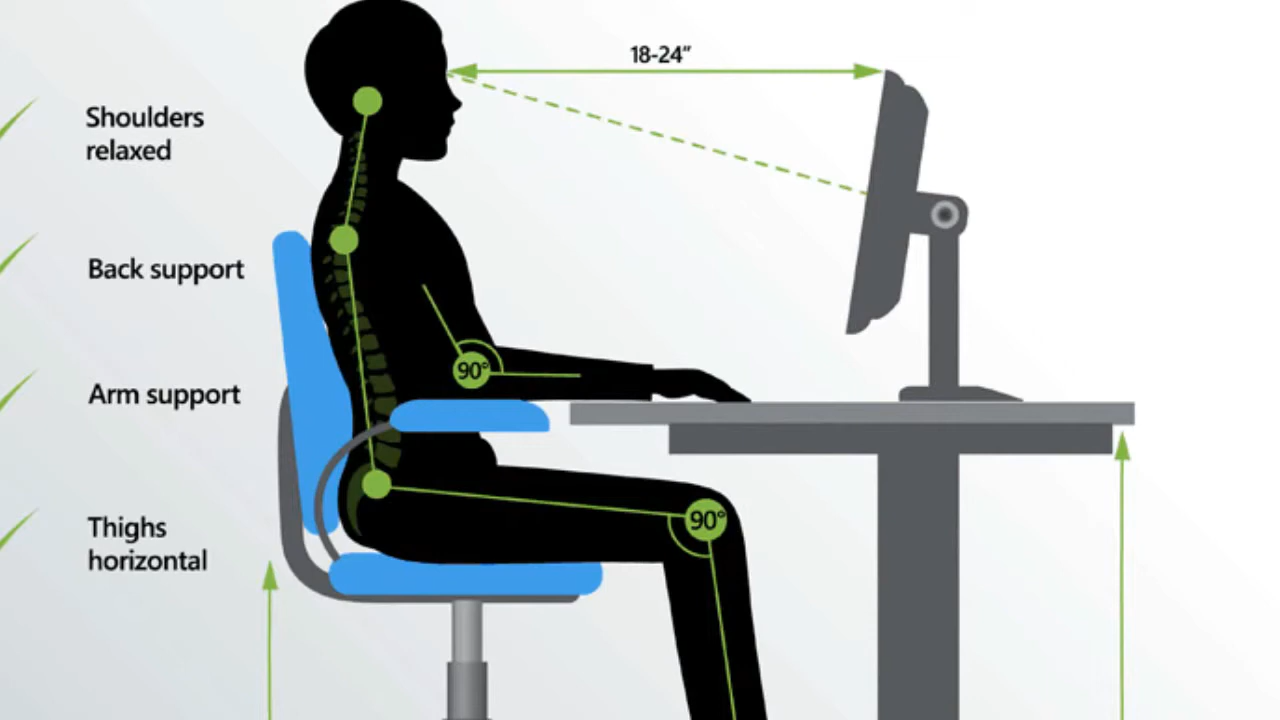 18-24”
Shoulders
relaxed
Back support
90°
Arm support
90°
Thighs
horizontal